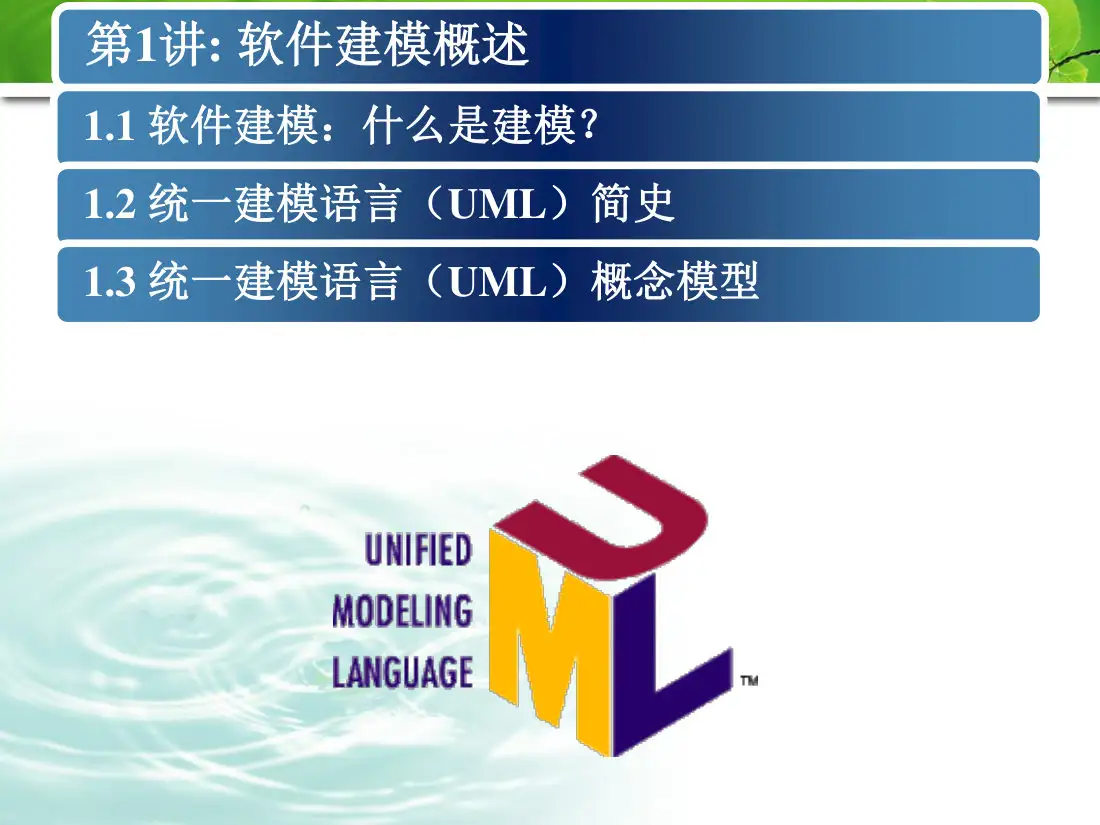 第1讲: 软件建模概述
1.1 软件建模：什么是建模？
1.2 统一建模语言（UML）简史
1.3 统一建模语言（UML）概念模型
UNIFIED
MODELING
LANGUAGE
UML
TM